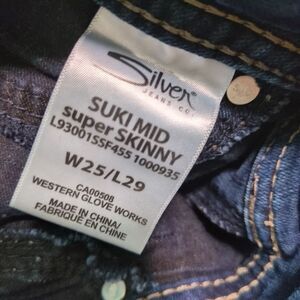 Silver
JEANS CO.
SUKI MID
super SKINNY
L93001SSF455 1000935
W25/L29
CA00508
WESTERN GLOVE WORKS
MADE IN CHINA/
FABRIQUÉ EN CHINE